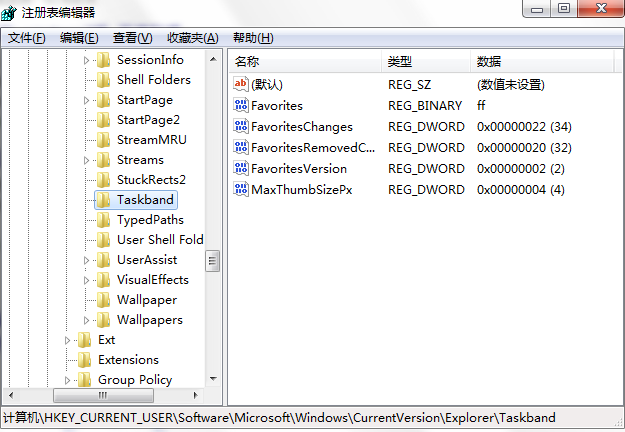 注册表编辑器
文件(F) 编辑(E) 查看(V) 收藏夹(A) 帮助(H)
SessionInfo
Shell Folders
StartPage
StartPage2
StreamMRU
Streams
StuckRects2
Taskband
TypedPaths
User Shell Fold
UserAssist
VisualEffects
Wallpaper
Wallpapers
Ext
Extensions
Group Policy
名称 类型 数据
ab (默认) REG_SZ (数值未设置)
Favorites REG_BINARY ff
FavoritesChanges REG_DWORD 0x00000022 (34)
FavoritesRemovedC... REG_DWORD 0x00000020 (32)
FavoritesVersion REG_DWORD 0x00000002 (2)
MaxThumbSizePx REG_DWORD 0x00000004 (4)
计算机\HKEY_CURRENT_USER\Software\Microsoft\Windows\CurrentVersion\Explorer\Taskband